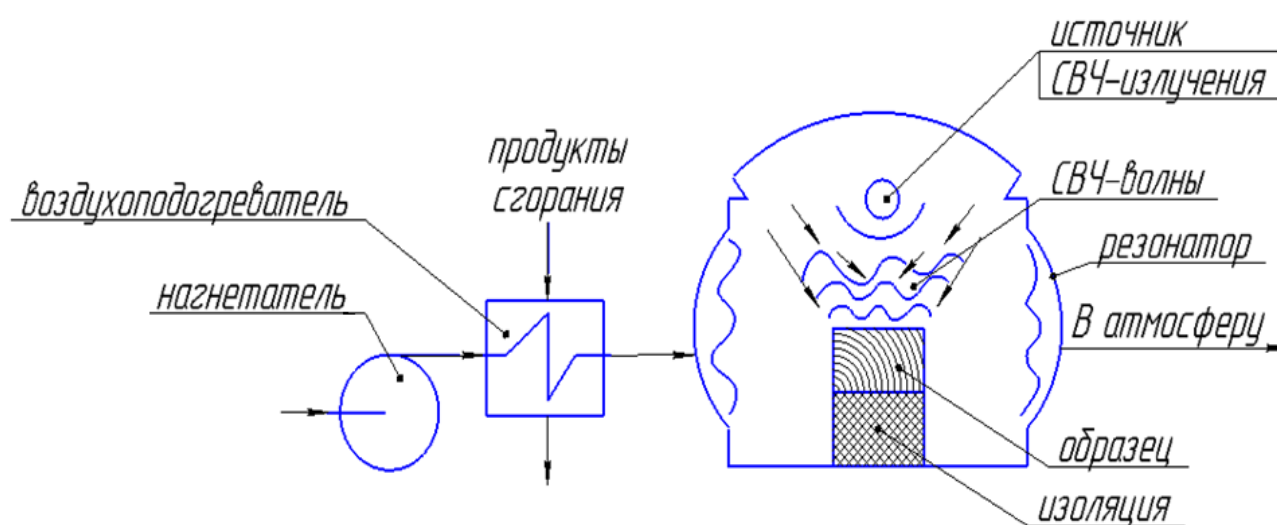 источник
СВЧ-излучения
продукты
сгорания
воздухоподогреватель
СВЧ-волны
резонатор
нагнетатель
В атмосферу
образец
изоляция